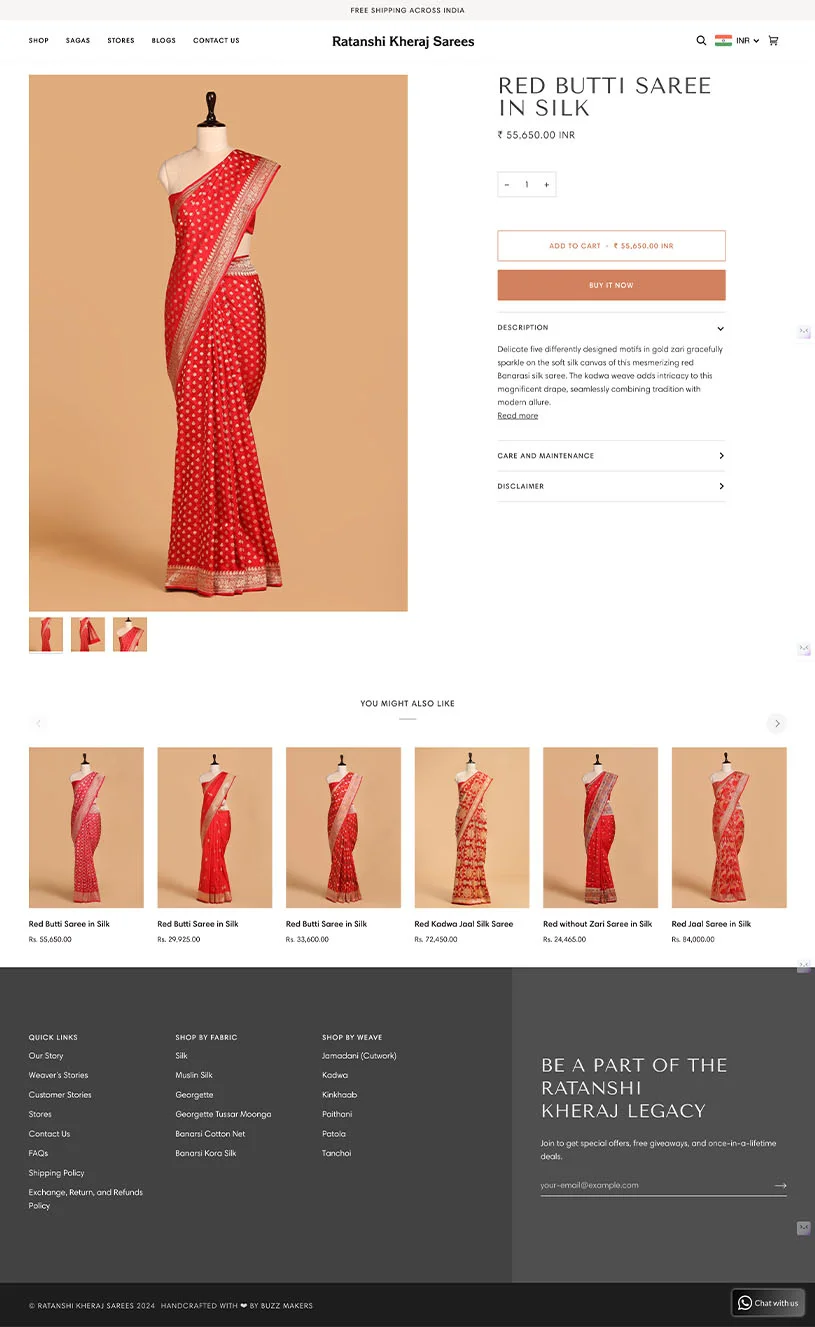 FREE SHIPPING ACROSS INDIA
SHOP SAGAS STORES BLOGS CONTACT US
Ratanshi Kheraj Sarees
INR
RED BUTTI SAREE
IN SILK
₹ 55,650.00 INR
− 1 +
ADD TO CART • ₹ 55,650.00 INR
BUY IT NOW
DESCRIPTION
Delicate five differently designed motifs in gold zari gracefully
sparkle on the soft silk canvas of this mesmerizing red
Banarasi silk saree. The kadwa weave adds intricacy to this
magnificent drape, seamlessly combining tradition with
modern allure.
Read more
CARE AND MAINTENANCE
DISCLAIMER
YOU MIGHT ALSO LIKE
Red Butti Saree in Silk
Rs. 55,650.00
Red Butti Saree in Silk
Rs. 29,925.00
Red Butti Saree in Silk
Rs. 33,600.00
Red Kadwa Jaal Silk Saree
Rs. 72,450.00
Red without Zari Saree in Silk
Rs. 24,465.00
Red Jaal Saree in Silk
Rs. 84,000.00
QUICK LINKS
Our Story
Weaver's Stories
Customer Stories
Stores
Contact Us
FAQs
Shipping Policy
Exchange, Return, and Refunds
Policy
SHOP BY FABRIC
Silk
Muslin Silk
Georgette
Georgette Tussar Moonga
Banarsi Cotton Net
Banarsi Kora Silk
SHOP BY WEAVE
Jamadani (Cutwork)
Kadwa
Kinkhaab
Paithani
Patola
Tanchoi
BE A PART OF THE
RATANSHI
KHERAJ LEGACY
Join to get special offers, free giveaways, and once-in-a-lifetime
deals.
your-email@example.com
© RATANSHI KHERAJ SAREES 2024 HANDCRAFTED WITH ❤ BY BUZZ MAKERS
Chat with us